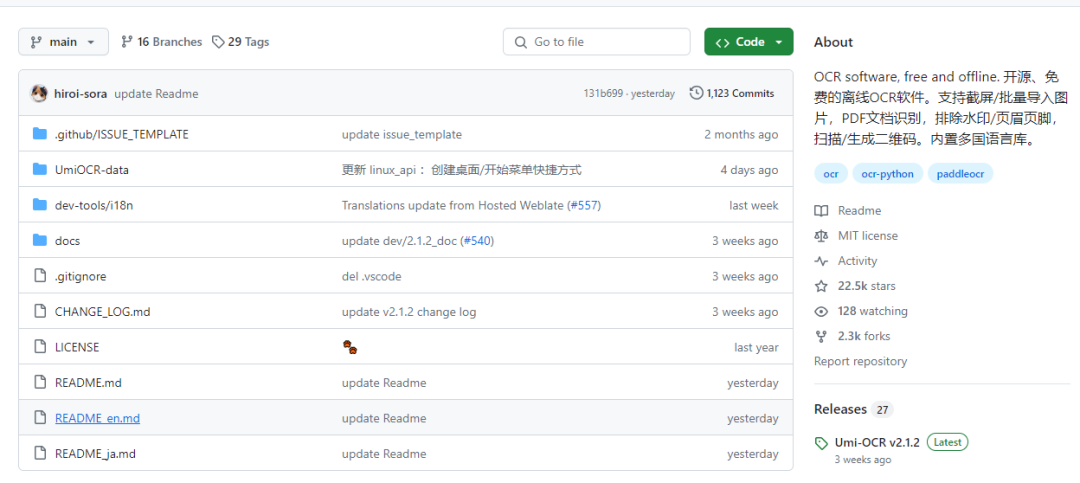 main 16 Branches 29 Tags Go to file Code
hiroi-sora update Readme 131b699 · yesterday 1,123 Commits
.github/ISSUE_TEMPLATE update issue_template 2 months ago
UmiOCR-data 更新 linux_api ：创建桌面/开始菜单快捷方式 4 days ago
dev-tools/i18n Translations update from Hosted Weblate (#557) last week
docs update dev/2.1.2_doc (#540) 3 weeks ago
.gitignore del .vscode 3 weeks ago
CHANGE_LOG.md update v2.1.2 change log 3 weeks ago
LICENSE last year
README.md update Readme yesterday
README_en.md update Readme yesterday
README_ja.md update Readme yesterday
About
OCR software, free and offline. 开源、免
费的离线OCR软件。支持截屏/批量导入图
片，PDF文档识别，排除水印/页眉页脚，
扫描/生成二维码。内置多国语言库。
ocr ocr-python paddleocr
Readme
MIT license
Activity
22.5k stars
128 watching
2.3k forks
Report repository
Releases 27
Umi-OCR v2.1.2 Latest
3 weeks ago